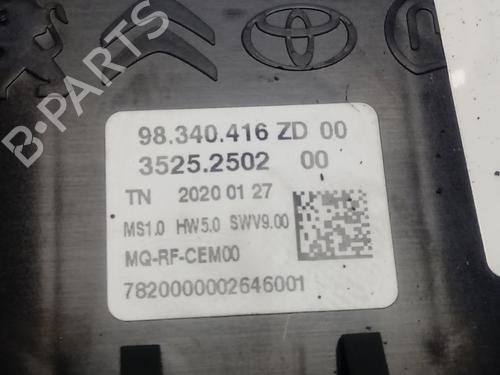 B-PARTS
98.340.416 ZD 00
3525.2502 00
TN 2020 01 27
MS1.0 HW5.0 SWV9.00
MQ-RF-CEM00
7820000002646001